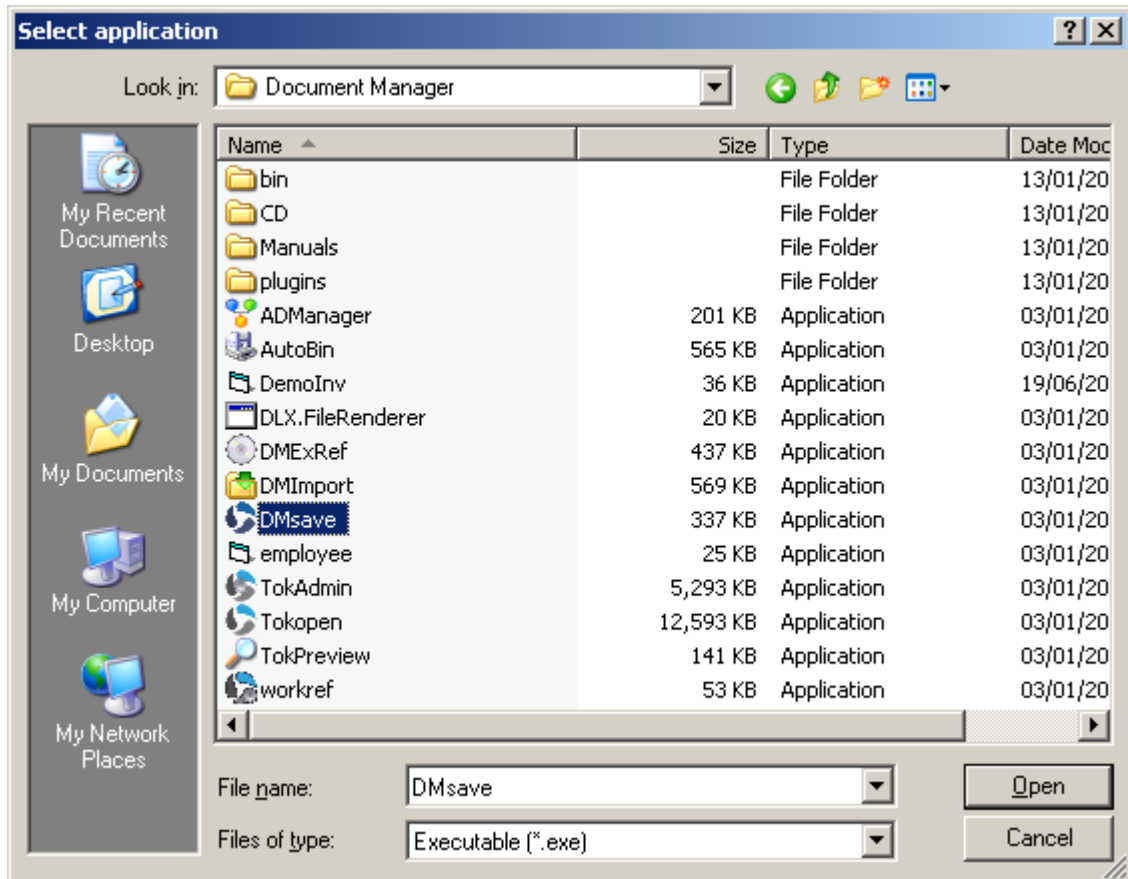 Select application
Look in: Document Manager
Name Size Type Date Moc
bin File Folder 13/01/20
CD File Folder 13/01/20
Manuals File Folder 13/01/20
plugins File Folder 13/01/20
ADManager 201 KB Application 03/01/20
AutoBin 565 KB Application 03/01/20
DemoInv 36 KB Application 19/06/20
DLX.FileRenderer 20 KB Application 03/01/20
DMExRef 437 KB Application 03/01/20
DMImport 569 KB Application 03/01/20
DMsave 337 KB Application 03/01/20
employee 25 KB Application 03/01/20
TokAdmin 5,293 KB Application 03/01/20
Tokopen 12,593 KB Application 03/01/20
TokPreview 141 KB Application 03/01/20
workref 53 KB Application 03/01/20
My Recent
Documents
Desktop
My Documents
My Computer
My Network
Places
File name: DMsave Open
Files of type: Executable (*.exe) Cancel